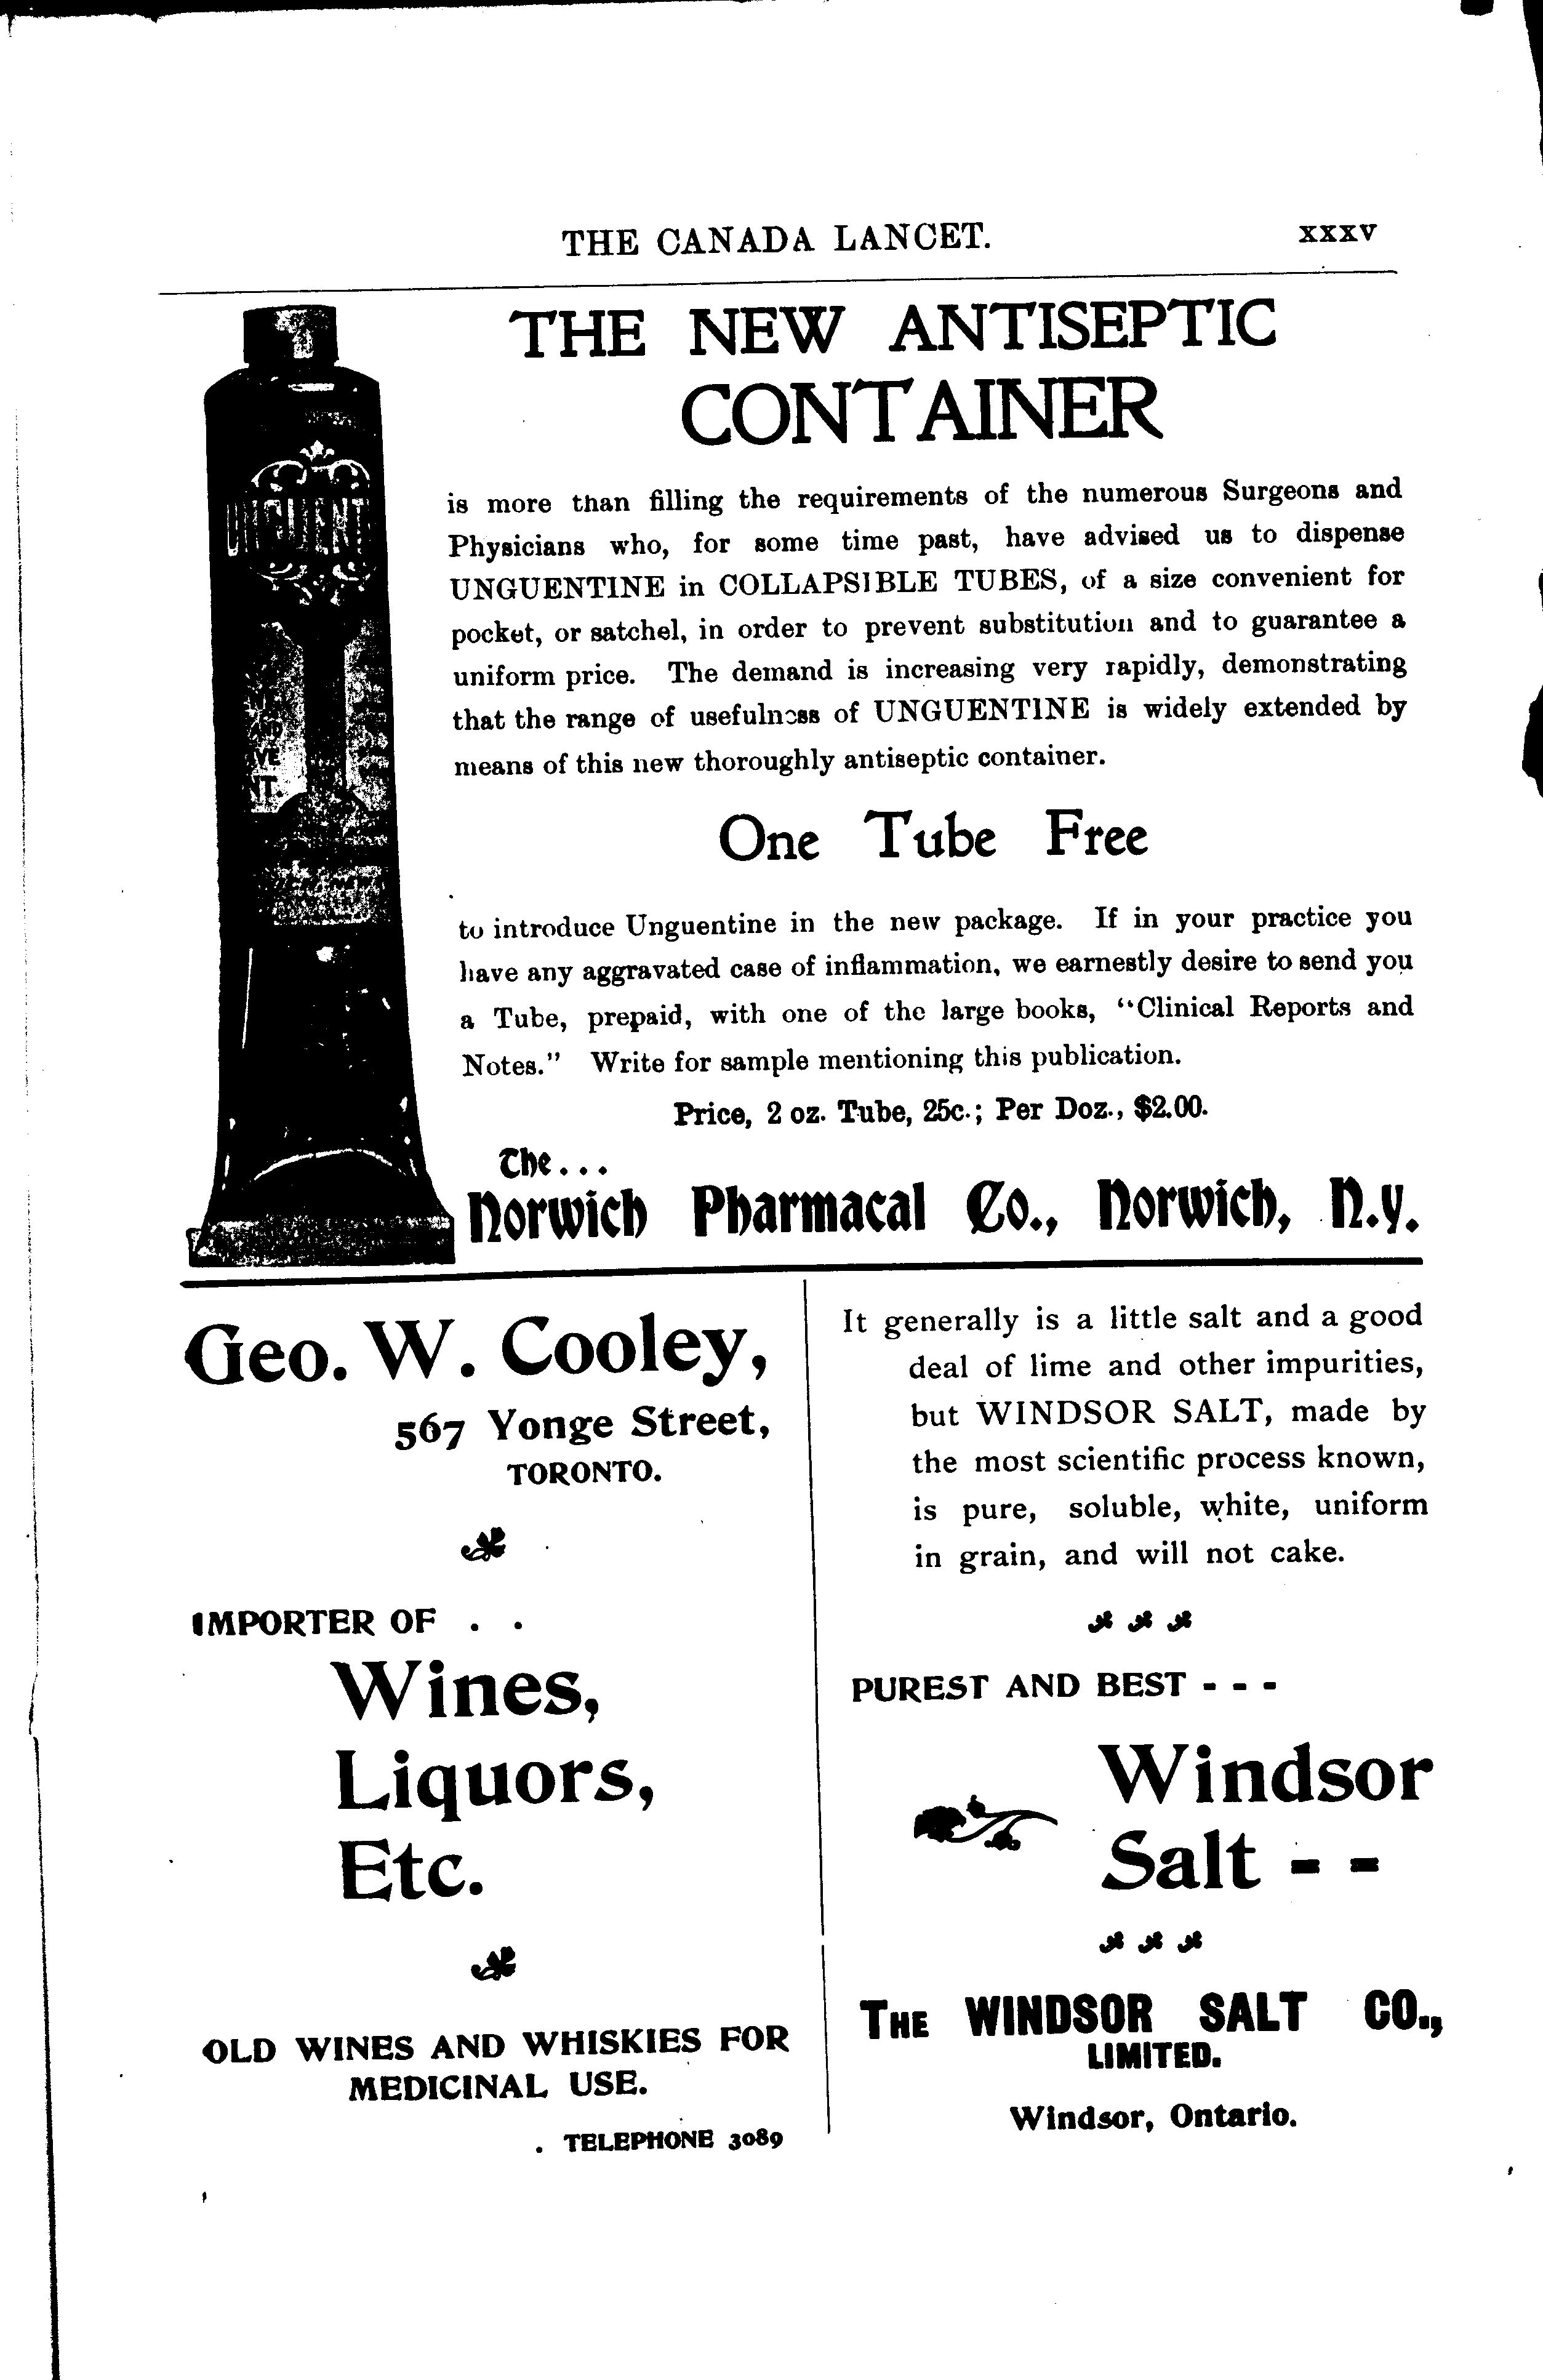 THE CANADA LANCET.
xxxv
THE NEW ANTISEPTIC
CONTAINER
is more than filling the requirements of the numerous Surgeons and
Physicians who, for some time past, have advised us to dispense
UNGUENTINE in COLLAPSIBLE TUBES, of a size convenient for
pocket, or satchel, in order to prevent substitution and to guarantee a
uniform price. The demand is increasing very rapidly, demonstrating
that the range of usefulness of UNGUENTINE is widely extended by
means of this new thoroughly antiseptic container.
One Tube Free
to introduce Unguentine in the new package. If in your practice you
have any aggravated case of inflammation, we earnestly desire to send you
a Tube, prepaid, with one of the large books, "Clinical Reports and
Notes." Write for sample mentioning this publication.
Price, 2 oz. Tube, 25c.; Per Doz., $2.00.
The...
Norwich Pharmacal Co., Norwich, N.Y.
Geo. W. Cooley,
567 Yonge Street,
TORONTO.
IMPORTER OF . .
Wines,
Liquors,
Etc.
OLD WINES AND WHISKIES FOR
MEDICINAL USE.
. TELEPHONE 3089
It generally is a little salt and a good
deal of lime and other impurities,
but WINDSOR SALT, made by
the most scientific process known,
is pure, soluble, white, uniform
in grain, and will not cake.
PUREST AND BEST - - -
Windsor
Salt - -
THE WINDSOR SALT CO.,
LIMITED.
Windsor, Ontario.